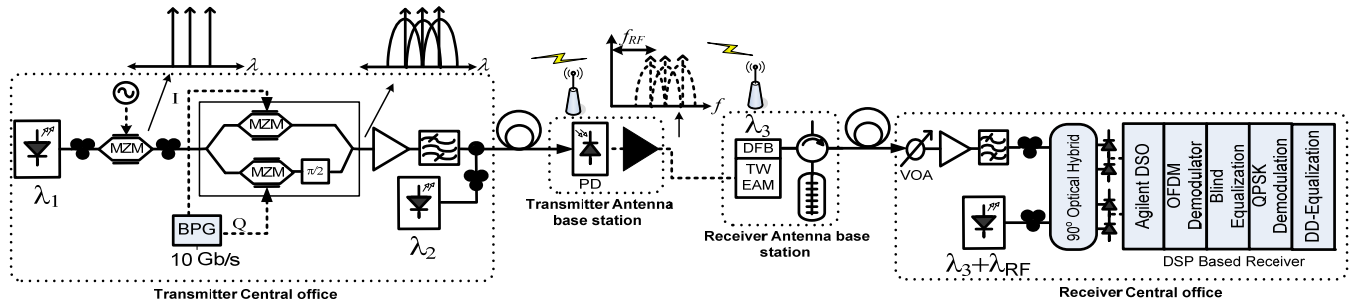 λ
λ
I
MZM
λ1
MZM
MZM
π/2
BPG
Q
10 Gb/s
λ2
Transmitter Central office
PD
Transmitter Antenna
base station
fRF
f
λ3
DFB
TW
EAM
Receiver Antenna base
station
VOA
λ3+λRF
90° Optical Hybrid
Agilent DSO
OFDM
Demodulator
Blind
Equalization
QPSK
Demodulation
DD-Equalization
DSP Based Receiver
Receiver Central office